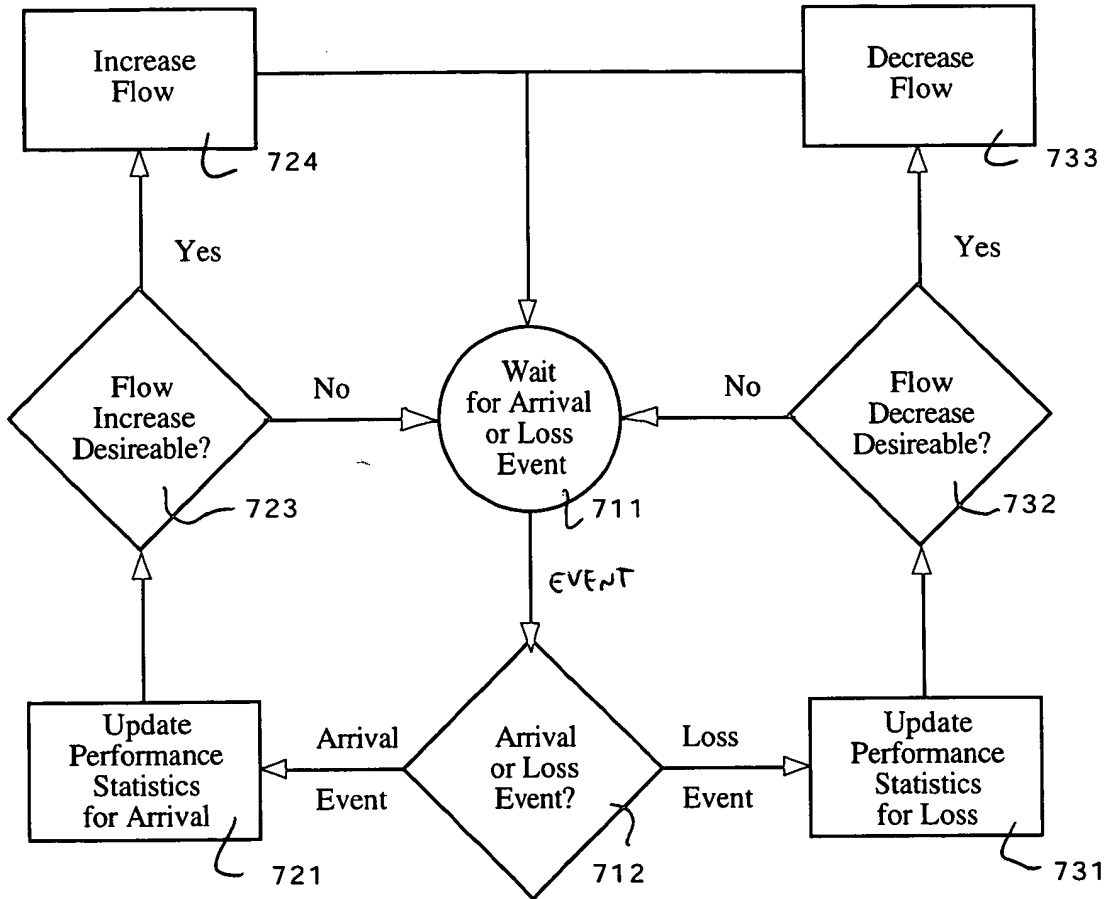 Increase
Flow
724
Decrease
Flow
733
Yes
Yes
Flow
Increase
Desireable?
723
No
Wait
for Arrival
or Loss
Event
711
No
Flow
Decrease
Desireable?
732
EVENT
Update
Performance
Statistics
for Arrival
721
Arrival
Event
Arrival
or Loss
Event?
712
Loss
Event
Update
Performance
Statistics
for Loss
731